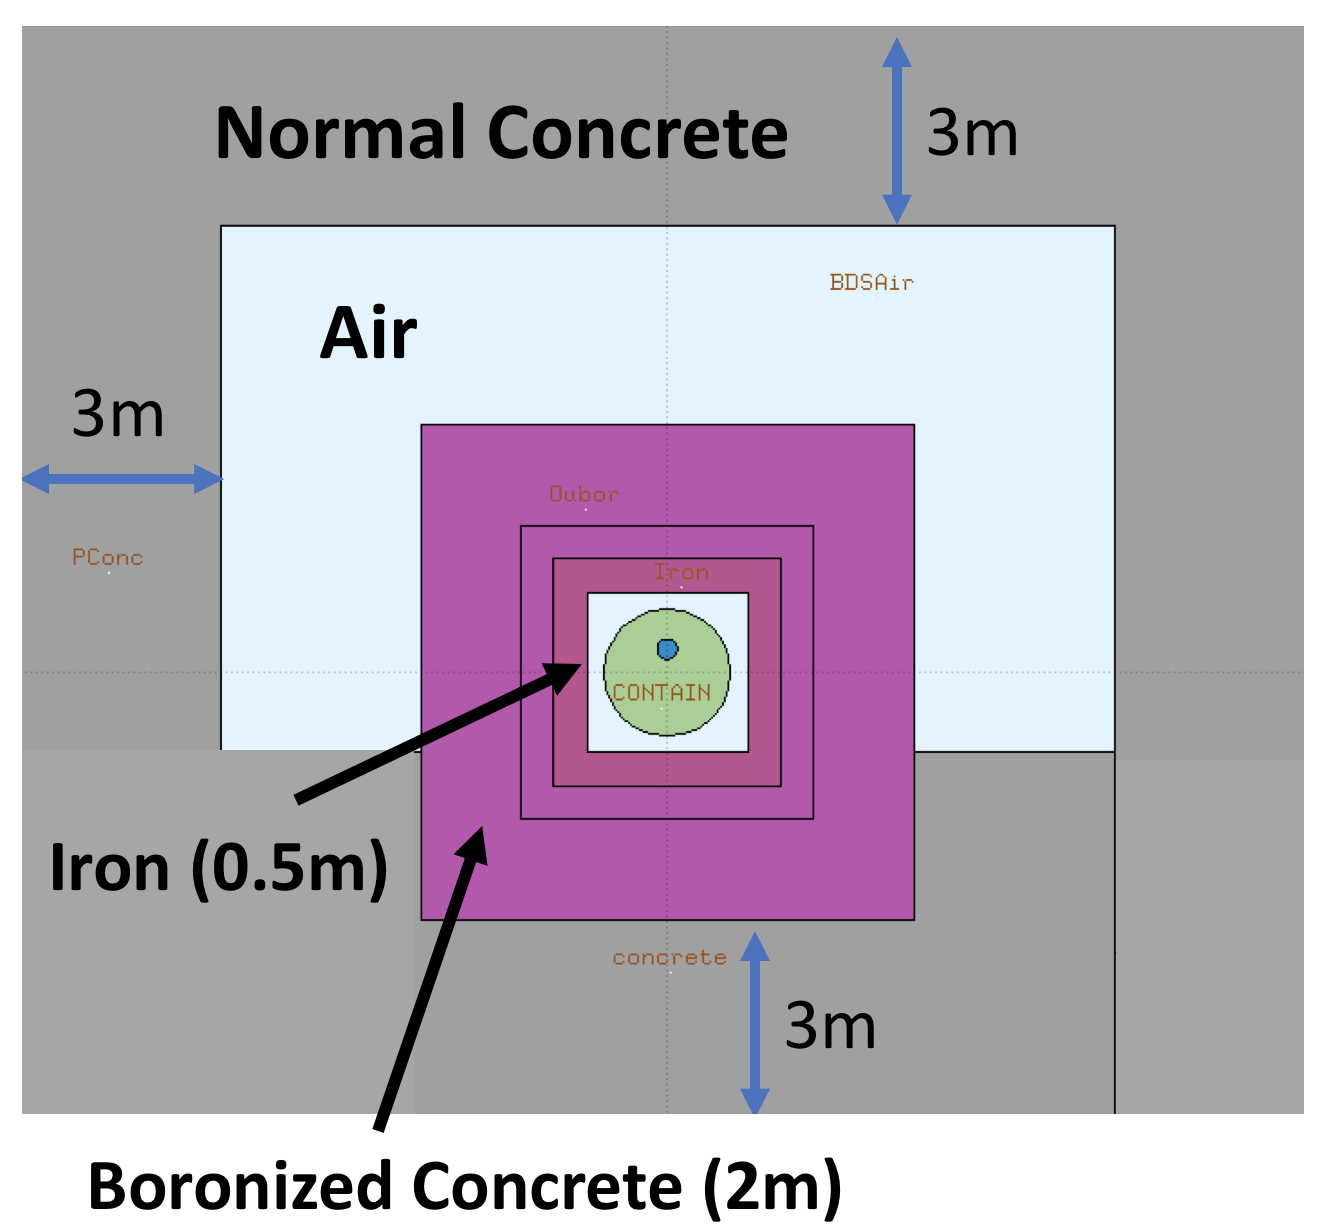 Normal Concrete
3m
BDSAir
Air
3m
Oubor
PConc
Iron
CONTAIN
Iron (0.5m)
concrete
3m
Boronized Concrete (2m)